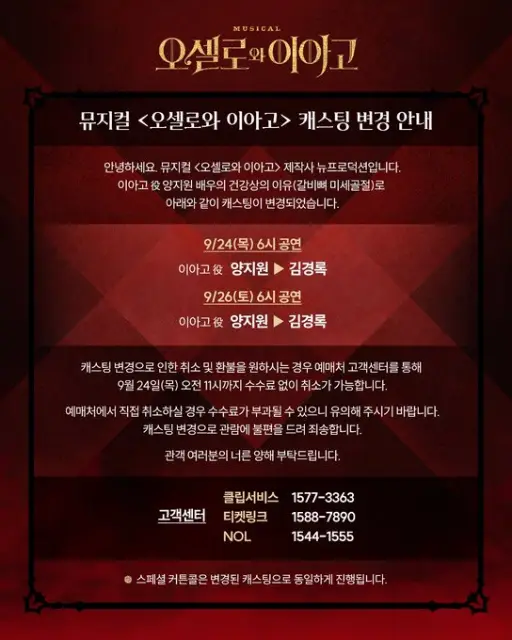 MUSICAL
오셀로와 이아고
뮤지컬 <오셀로와 이아고> 캐스팅 변경 안내
안녕하세요. 뮤지컬 <오셀로와 이아고> 제작사 뉴프로덕션입니다.
이아고 役 양지원 배우의 건강상의 이유(갈비뼈 미세골절)로
아래와 같이 캐스팅이 변경되었습니다.
9/24(목) 6시 공연
이아고 役 양지원 ▶ 김경록
9/26(토) 6시 공연
이아고 役 양지원 ▶ 김경록
캐스팅 변경으로 인한 취소 및 환불을 원하시는 경우 예매처 고객센터를 통해
9월 24일(목) 오전 11시까지 수수료 없이 취소가 가능합니다.
예매처에서 직접 취소하실 경우 수수료가 부과될 수 있으니 유의해 주시기 바랍니다.
캐스팅 변경으로 관람에 불편을 드려 죄송합니다.
관객 여러분의 너른 양해 부탁드립니다.
클립서비스 1577-3363
고객센터 티켓링크 1588-7890
NOL 1544-1555
스페셜 커튼콜은 변경된 캐스팅으로 동일하게 진행됩니다.